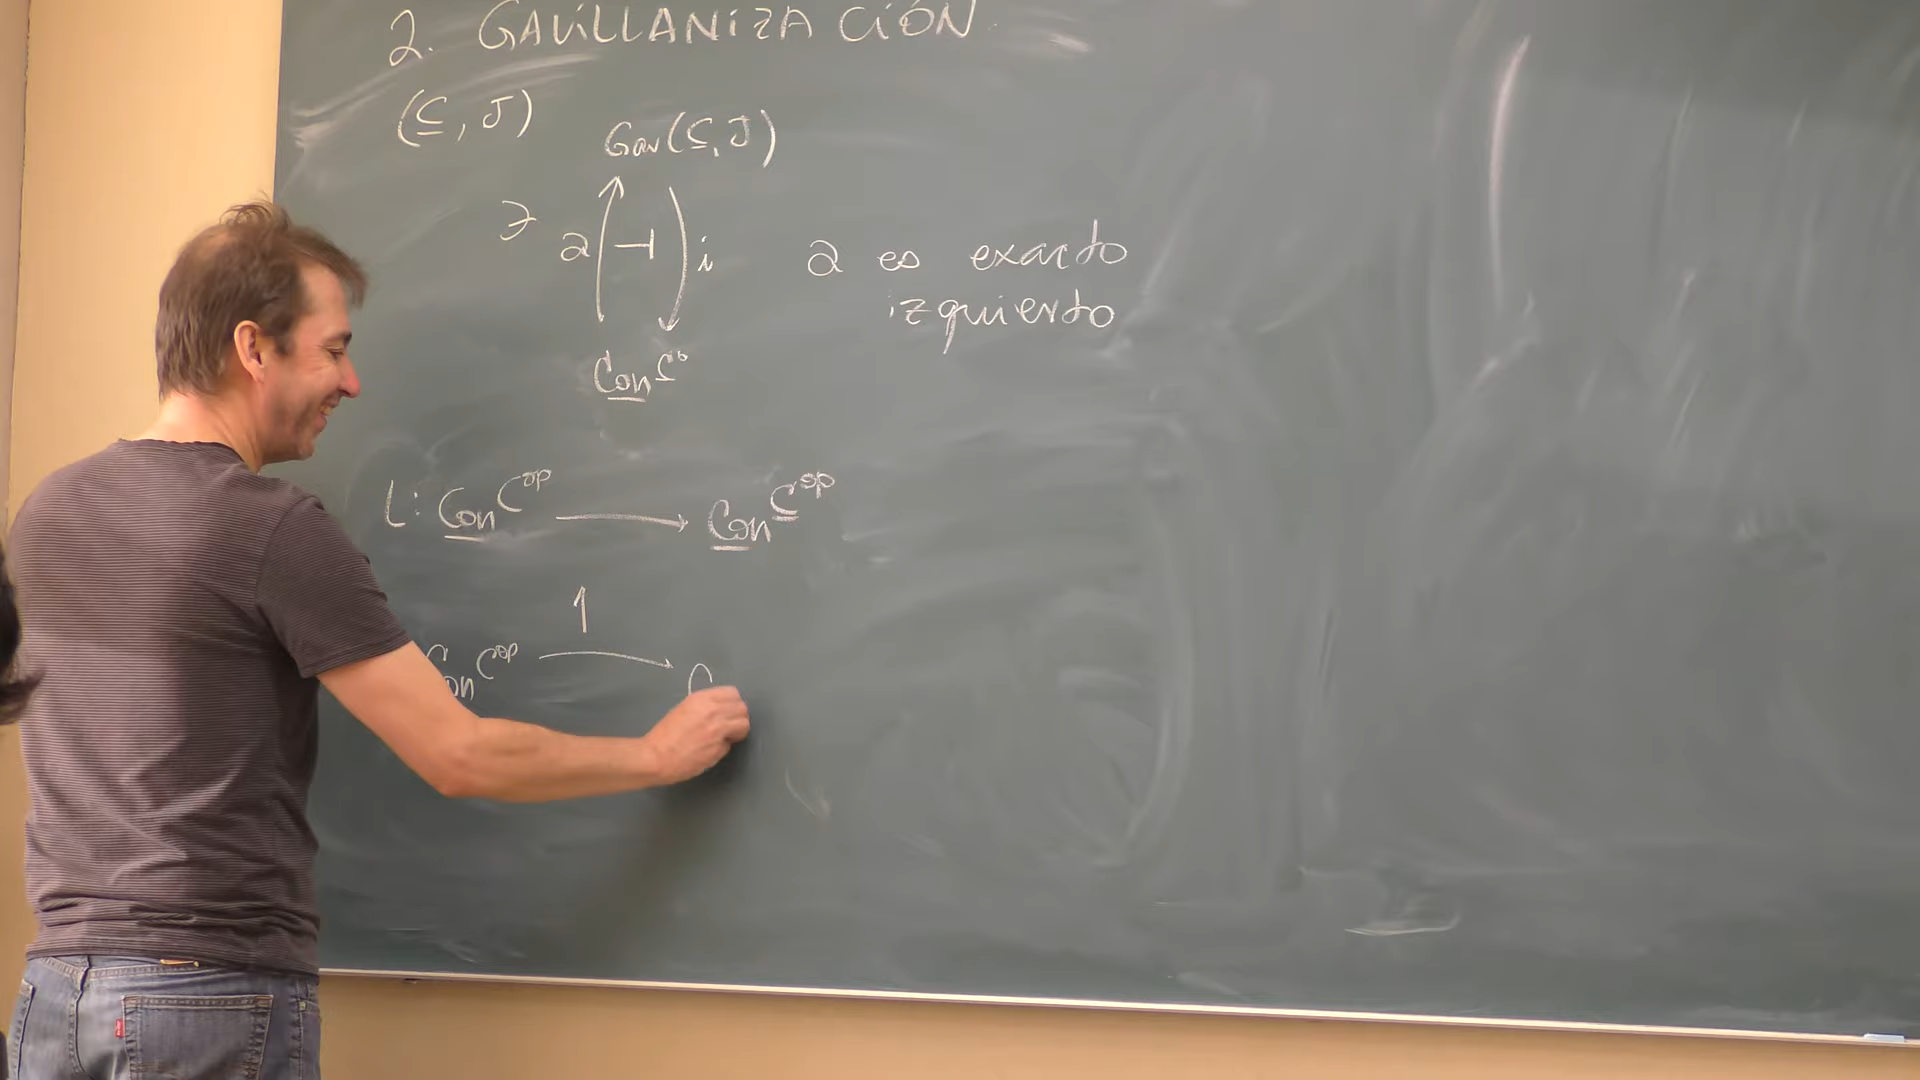 2. GAVILLANIZACIÓN
(C, J)
Gav(C, J)
∃ a ⊣ i a es exacto
izquierdo
Con^C°
L: Con^C^op → Con^C^op
1
Con^C^op → C